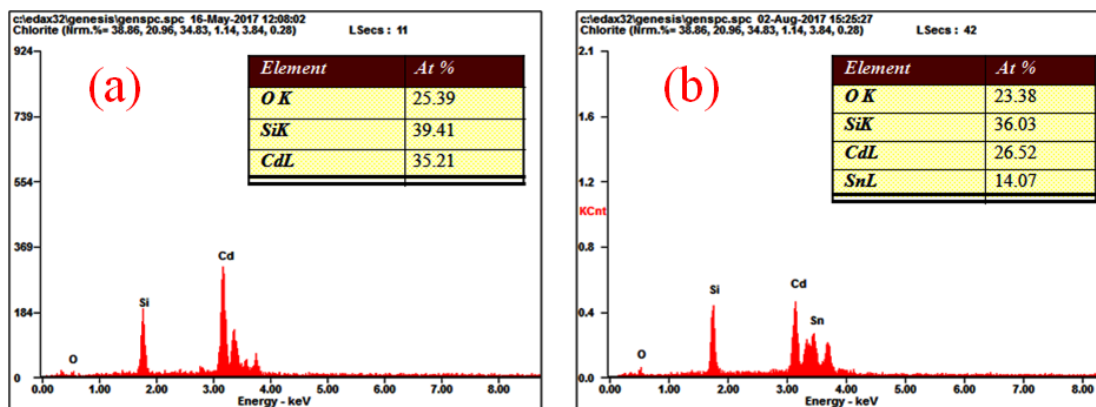 c:\edax32\genesis\genspc.spc 16-May-2017 12:08:02
Chlorite (Nrm.%= 38.86, 20.96, 34.83, 1.14, 3.84, 0.28) LSecs : 11
924
739
554
369
184
0
(a)
Element At %
O K 25.39
SiK 39.41
CdL 35.21
Cd
Si
O
0.00 1.00 2.00 3.00 4.00 5.00 6.00 7.00 8.0
Energy - keV
c:\edax32\genesis\genspc.spc 02-Aug-2017 15:25:27
Chlorite (Nrm.%= 38.86, 20.96, 34.83, 1.14, 3.84, 0.28) LSecs : 42
2.1
1.6
1.2
KCnt
0.8
0.4
0.0
(b)
Element At %
O K 23.38
SiK 36.03
CdL 26.52
SnL 14.07
Si
Cd
Sn
O
0.00 1.00 2.00 3.00 4.00 5.00 6.00 7.00 8.0
Energy - keV